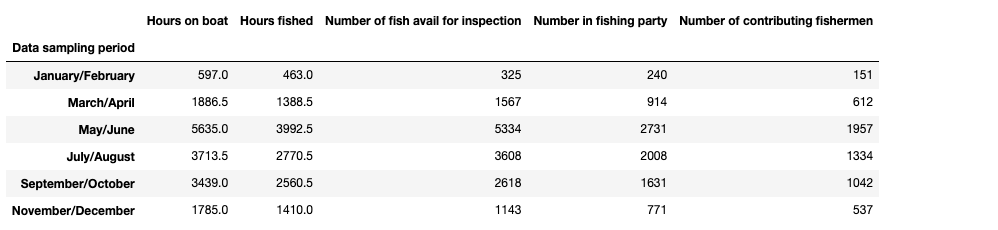 Hours on boat Hours fished Number of fish avail for inspection Number in fishing party Number of contributing fishermen
Data sampling period
January/February 597.0 463.0 325 240 151
March/April 1886.5 1388.5 1567 914 612
May/June 5635.0 3992.5 5334 2731 1957
July/August 3713.5 2770.5 3608 2008 1334
September/October 3439.0 2560.5 2618 1631 1042
November/December 1785.0 1410.0 1143 771 537